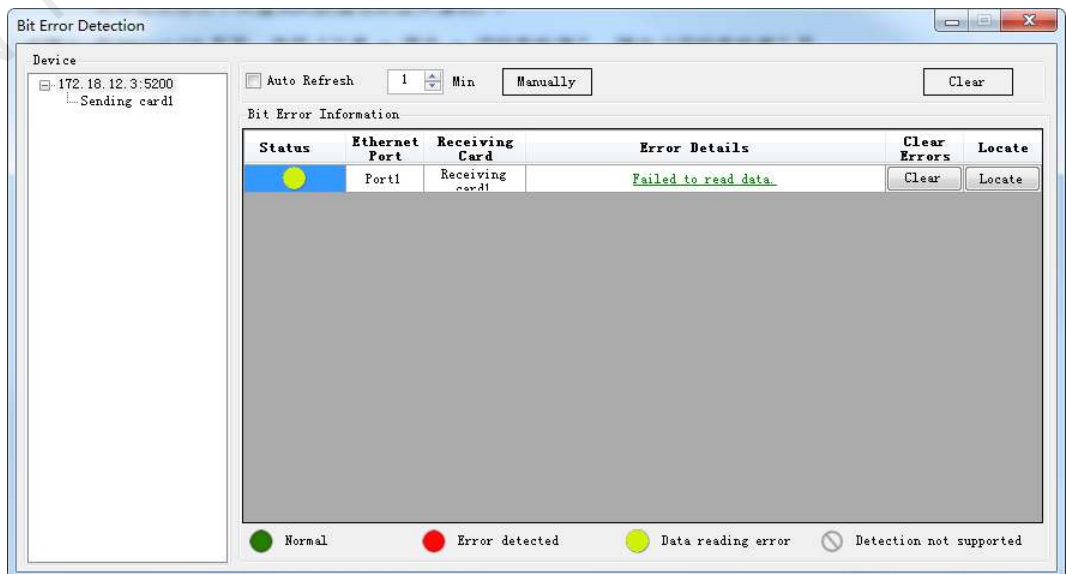 Bit Error Detection
Device
172.18.12.3:5200
Sending card1
Auto Refresh 1 Min Manually Clear
Bit Error Information
Status Ethernet Port Receiving Card Error Details Clear Errors Locate
Port1 Receiving card1 Failed to read data. Clear Locate
Normal Error detected Data reading error Detection not supported